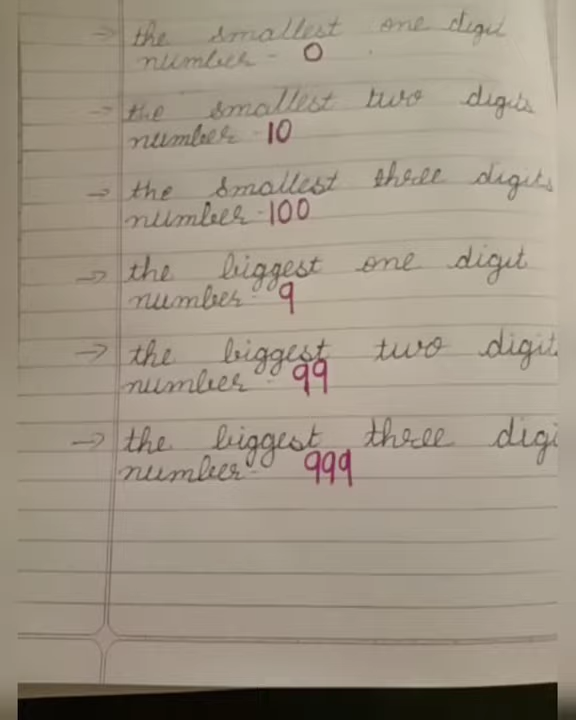 → the smallest one digit
number - 0
→ the smallest two digits
number - 10
→ the smallest three digits
number - 100
→ the biggest one digit
number - 9
→ the biggest two digit
number - 99
→ the biggest three digi
number - 999